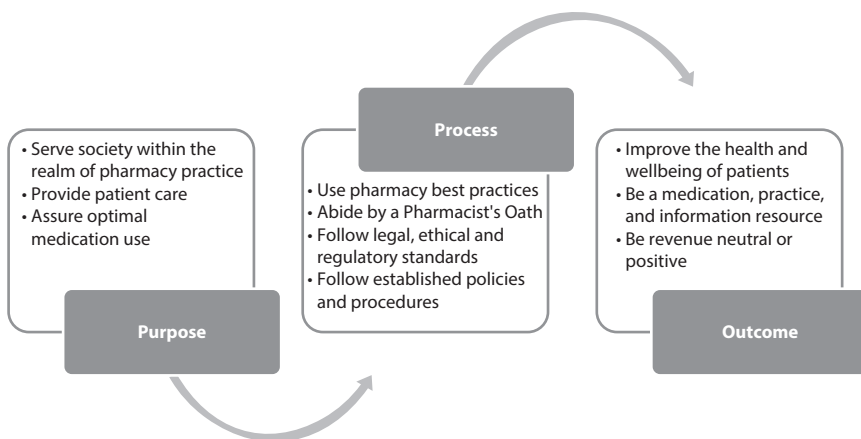 • Serve society within the
realm of pharmacy practice
• Provide patient care
• Assure optimal
medication use
Purpose
Process
• Use pharmacy best practices
• Abide by a Pharmacist's Oath
• Follow legal, ethical and
regulatory standards
• Follow established policies
and procedures
• Improve the health and
wellbeing of patients
• Be a medication, practice,
and information resource
• Be revenue neutral or
positive
Outcome